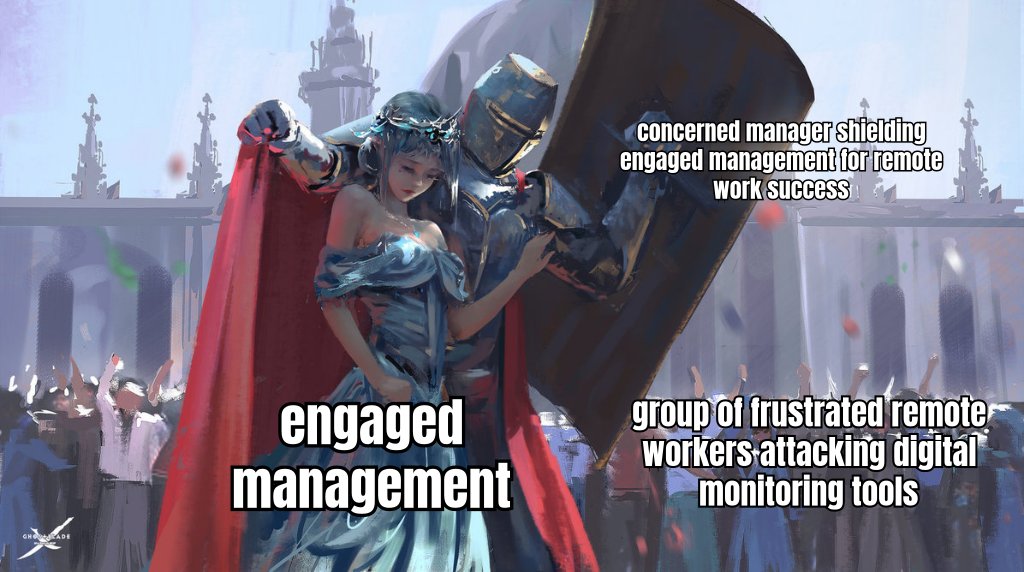 concerned manager shielding
engaged management for remote
work success
engaged
management
group of frustrated remote
workers attacking digital
monitoring tools
GHOSTBLADE